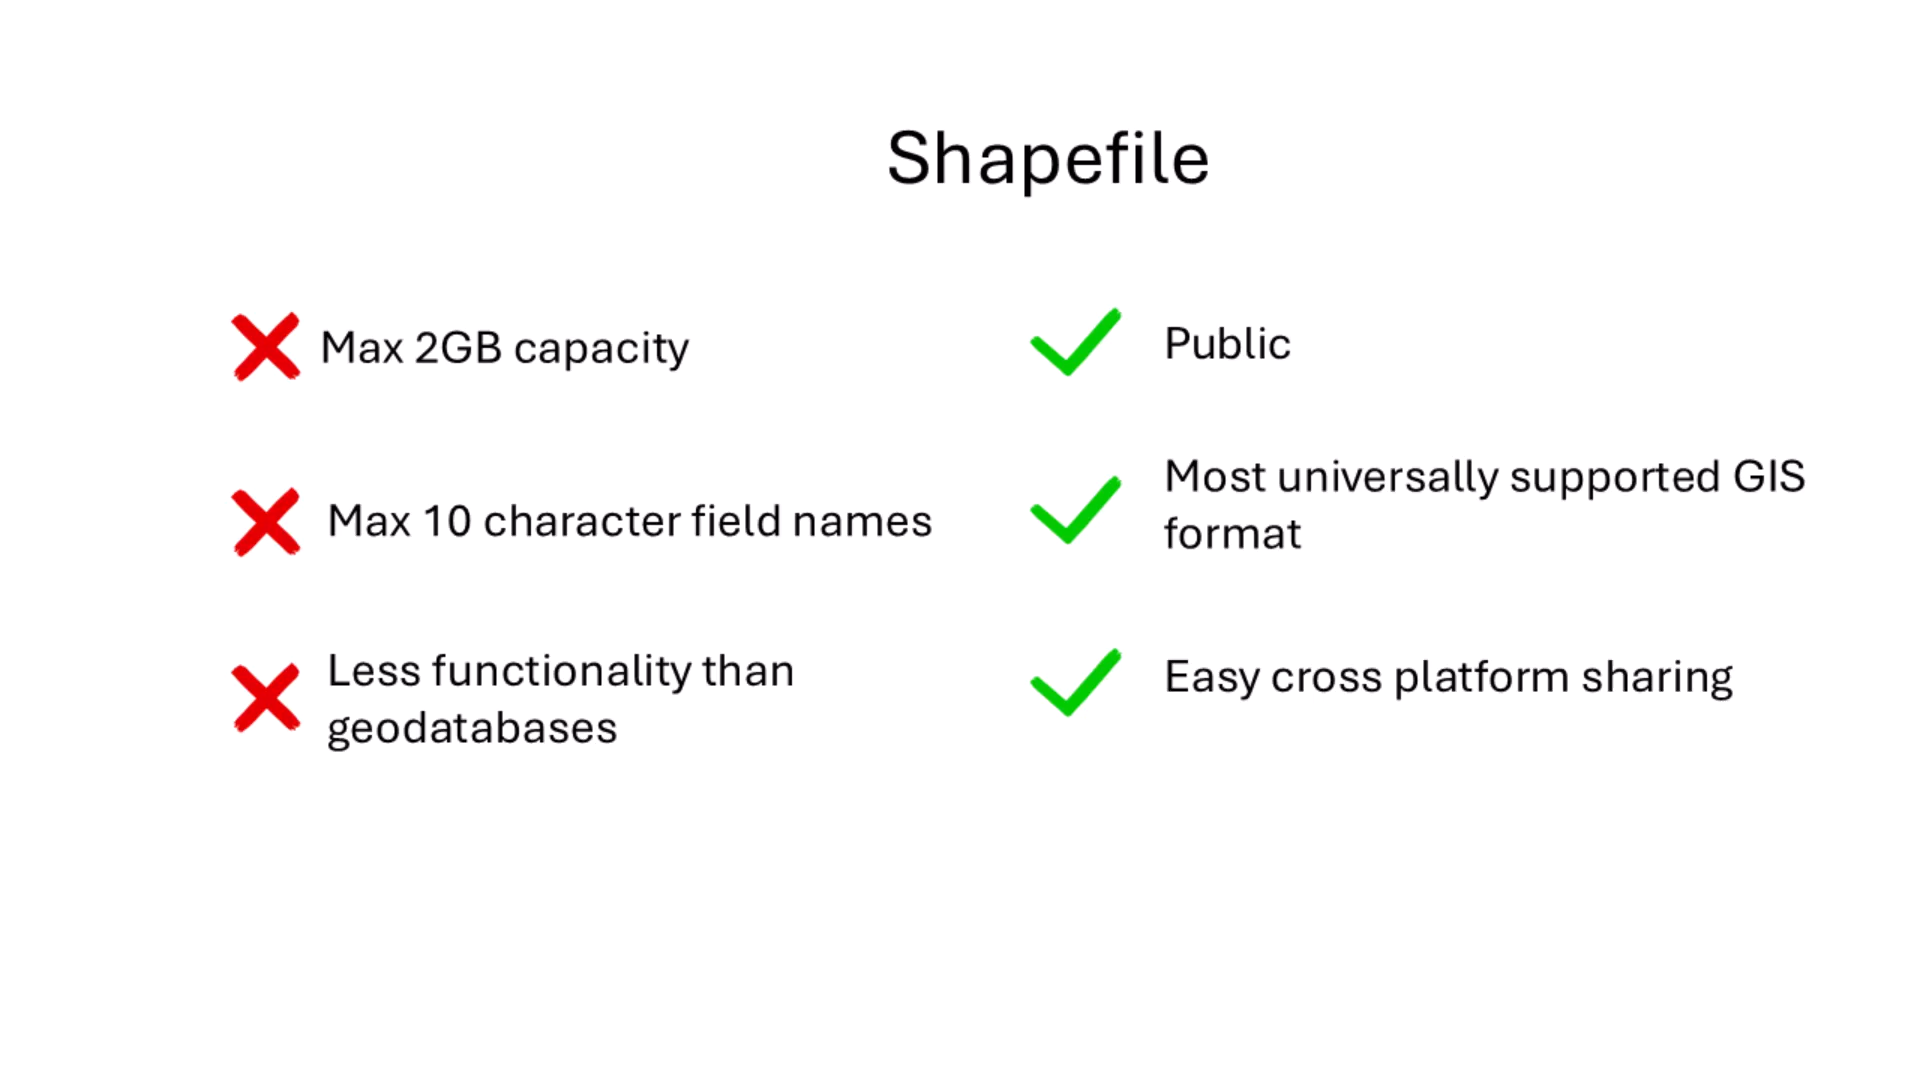 Shapefile
Max 2GB capacity
Max 10 character field names
Less functionality than
geodatabases
Public
Most universally supported GIS
format
Easy cross platform sharing